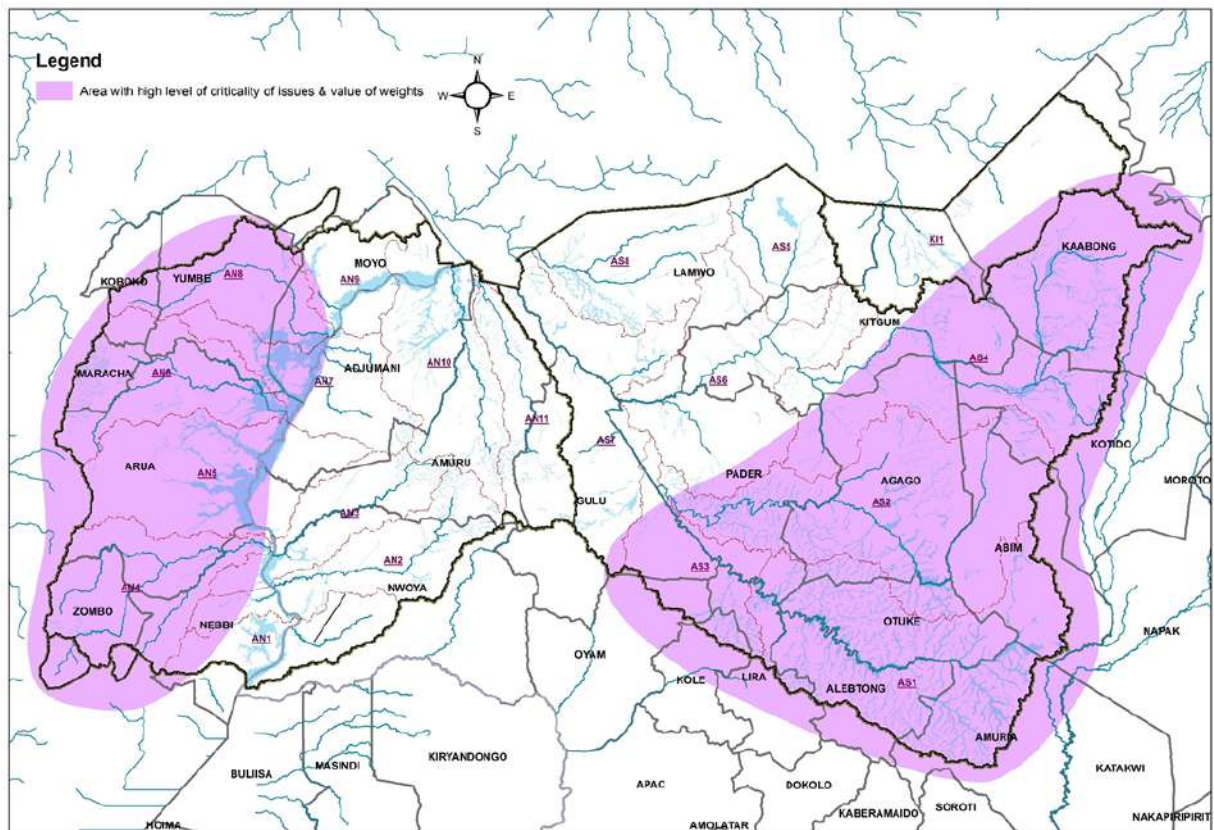 Legend
Area with high level of criticality of issues & value of weights
N
W E
S
KAABONG
KI1
AS5
AS8
LAMWO
MOYO
AN9
AN8
YUMBE
KOBOKO
KITGUM
AS4
AS6
AN10
ADJUMANI
AN7
MARACHA
AN6
AN11
AS7
KOTIDO
MOROTO
ARUA
AN5
AMURU
PADER
AGAGO
AS2
GULU
AN3
ABIM
AN2
AS3
AN4
NWOYA
ZOMBO
NEBBI
AN1
OTUKE
NAPAK
OYAM
KOLE
LIRA
ALEBTONG
AS1
AMURIA
KIRYANDONGO
MASINDI
BULIISA
APAC
DOKOLO
KATAKWI
SOROTI
KABERAMAIDO
AMOLATAR
HOIMA
NAKAPIRIPIRIT